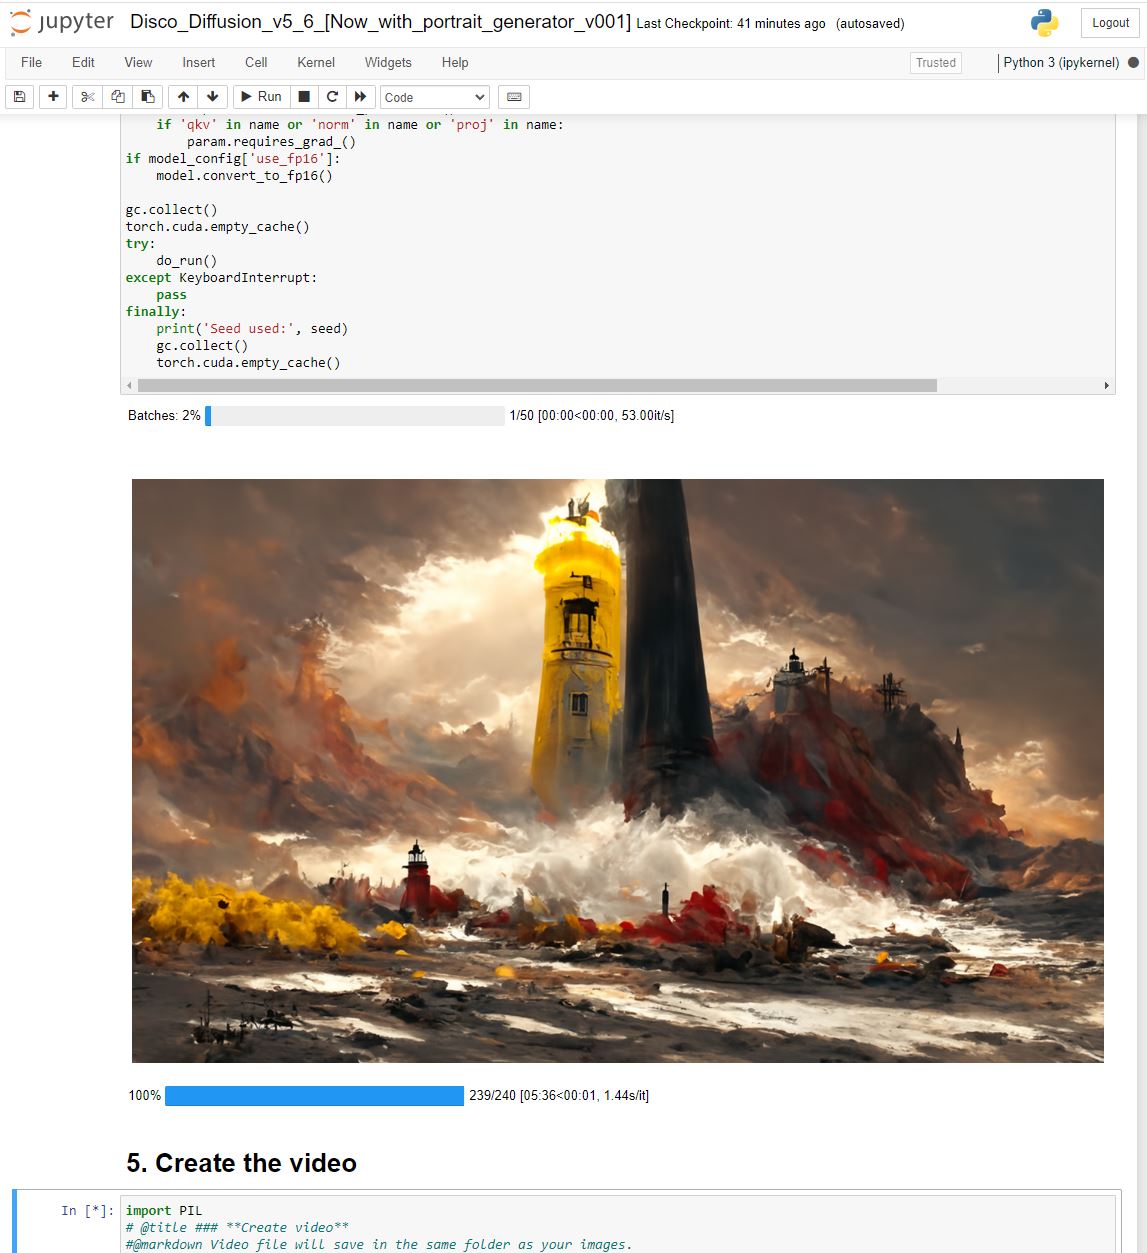 jupyter Disco_Diffusion_v5_6_[Now_with_portrait_generator_v001] Last Checkpoint: 41 minutes ago (autosaved)
Logout
File Edit View Insert Cell Kernel Widgets Help
Trusted
Python 3 (ipykernel)
Run
Code
if 'qkv' in name or 'norm' in name or 'proj' in name:
param.requires_grad_()
if model_config['use_fp16']:
model.convert_to_fp16()
gc.collect()
torch.cuda.empty_cache()
try:
do_run()
except KeyboardInterrupt:
pass
finally:
print('Seed used:', seed)
gc.collect()
torch.cuda.empty_cache()
Batches: 2% 1/50 [00:00<00:00, 53.00it/s]
100% 239/240 [05:36<00:01, 1.44s/it]
5. Create the video
In [*]: import PIL
# @title ### **Create video**
#@markdown Video file will save in the same folder as your images.